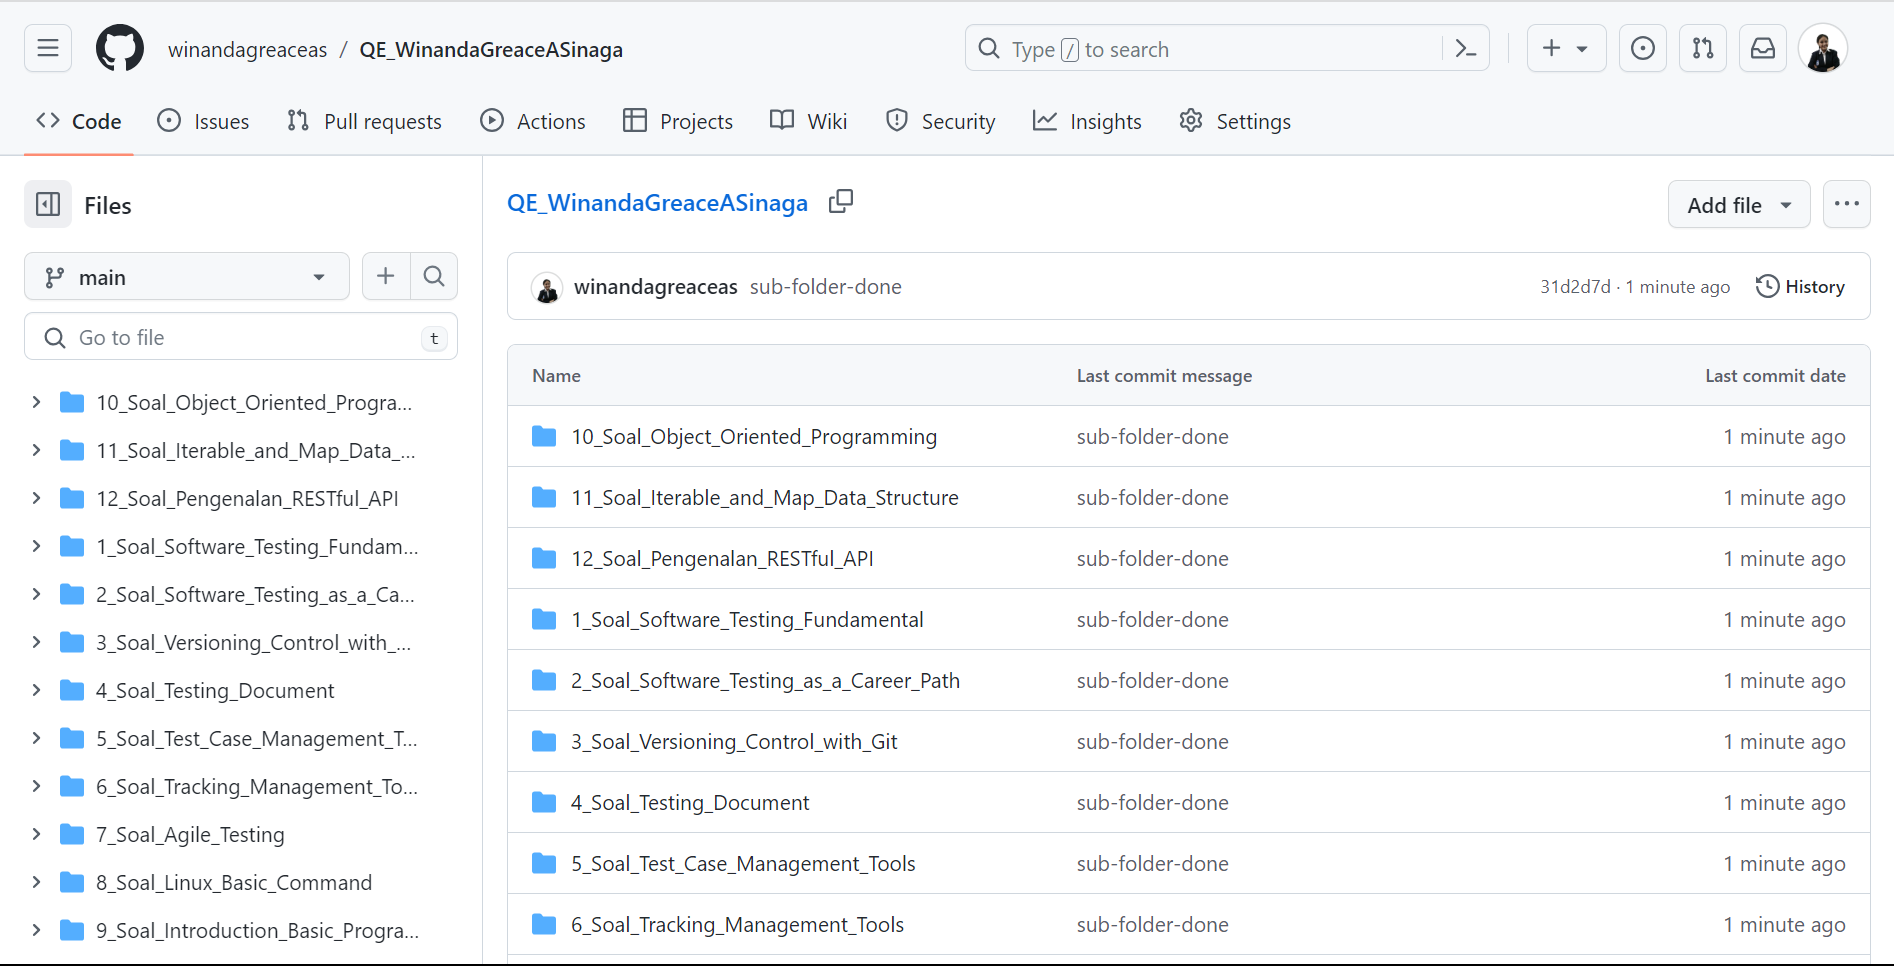 winandagreaceas / QE_WinandaGreaceASinaga
Type / to search
Code Issues Pull requests Actions Projects Wiki Security Insights Settings
Files
main
Go to file t
10_Soal_Object_Oriented_Progra...
11_Soal_Iterable_and_Map_Data_...
12_Soal_Pengenalan_RESTful_API
1_Soal_Software_Testing_Fundam...
2_Soal_Software_Testing_as_a_Ca...
3_Soal_Versioning_Control_with_...
4_Soal_Testing_Document
5_Soal_Test_Case_Management_T...
6_Soal_Tracking_Management_To...
7_Soal_Agile_Testing
8_Soal_Linux_Basic_Command
9_Soal_Introduction_Basic_Progra...
QE_WinandaGreaceASinaga
Add file
winandagreaceas sub-folder-done 31d2d7d · 1 minute ago History
Name Last commit message Last commit date
10_Soal_Object_Oriented_Programming sub-folder-done 1 minute ago
11_Soal_Iterable_and_Map_Data_Structure sub-folder-done 1 minute ago
12_Soal_Pengenalan_RESTful_API sub-folder-done 1 minute ago
1_Soal_Software_Testing_Fundamental sub-folder-done 1 minute ago
2_Soal_Software_Testing_as_a_Career_Path sub-folder-done 1 minute ago
3_Soal_Versioning_Control_with_Git sub-folder-done 1 minute ago
4_Soal_Testing_Document sub-folder-done 1 minute ago
5_Soal_Test_Case_Management_Tools sub-folder-done 1 minute ago
6_Soal_Tracking_Management_Tools sub-folder-done 1 minute ago